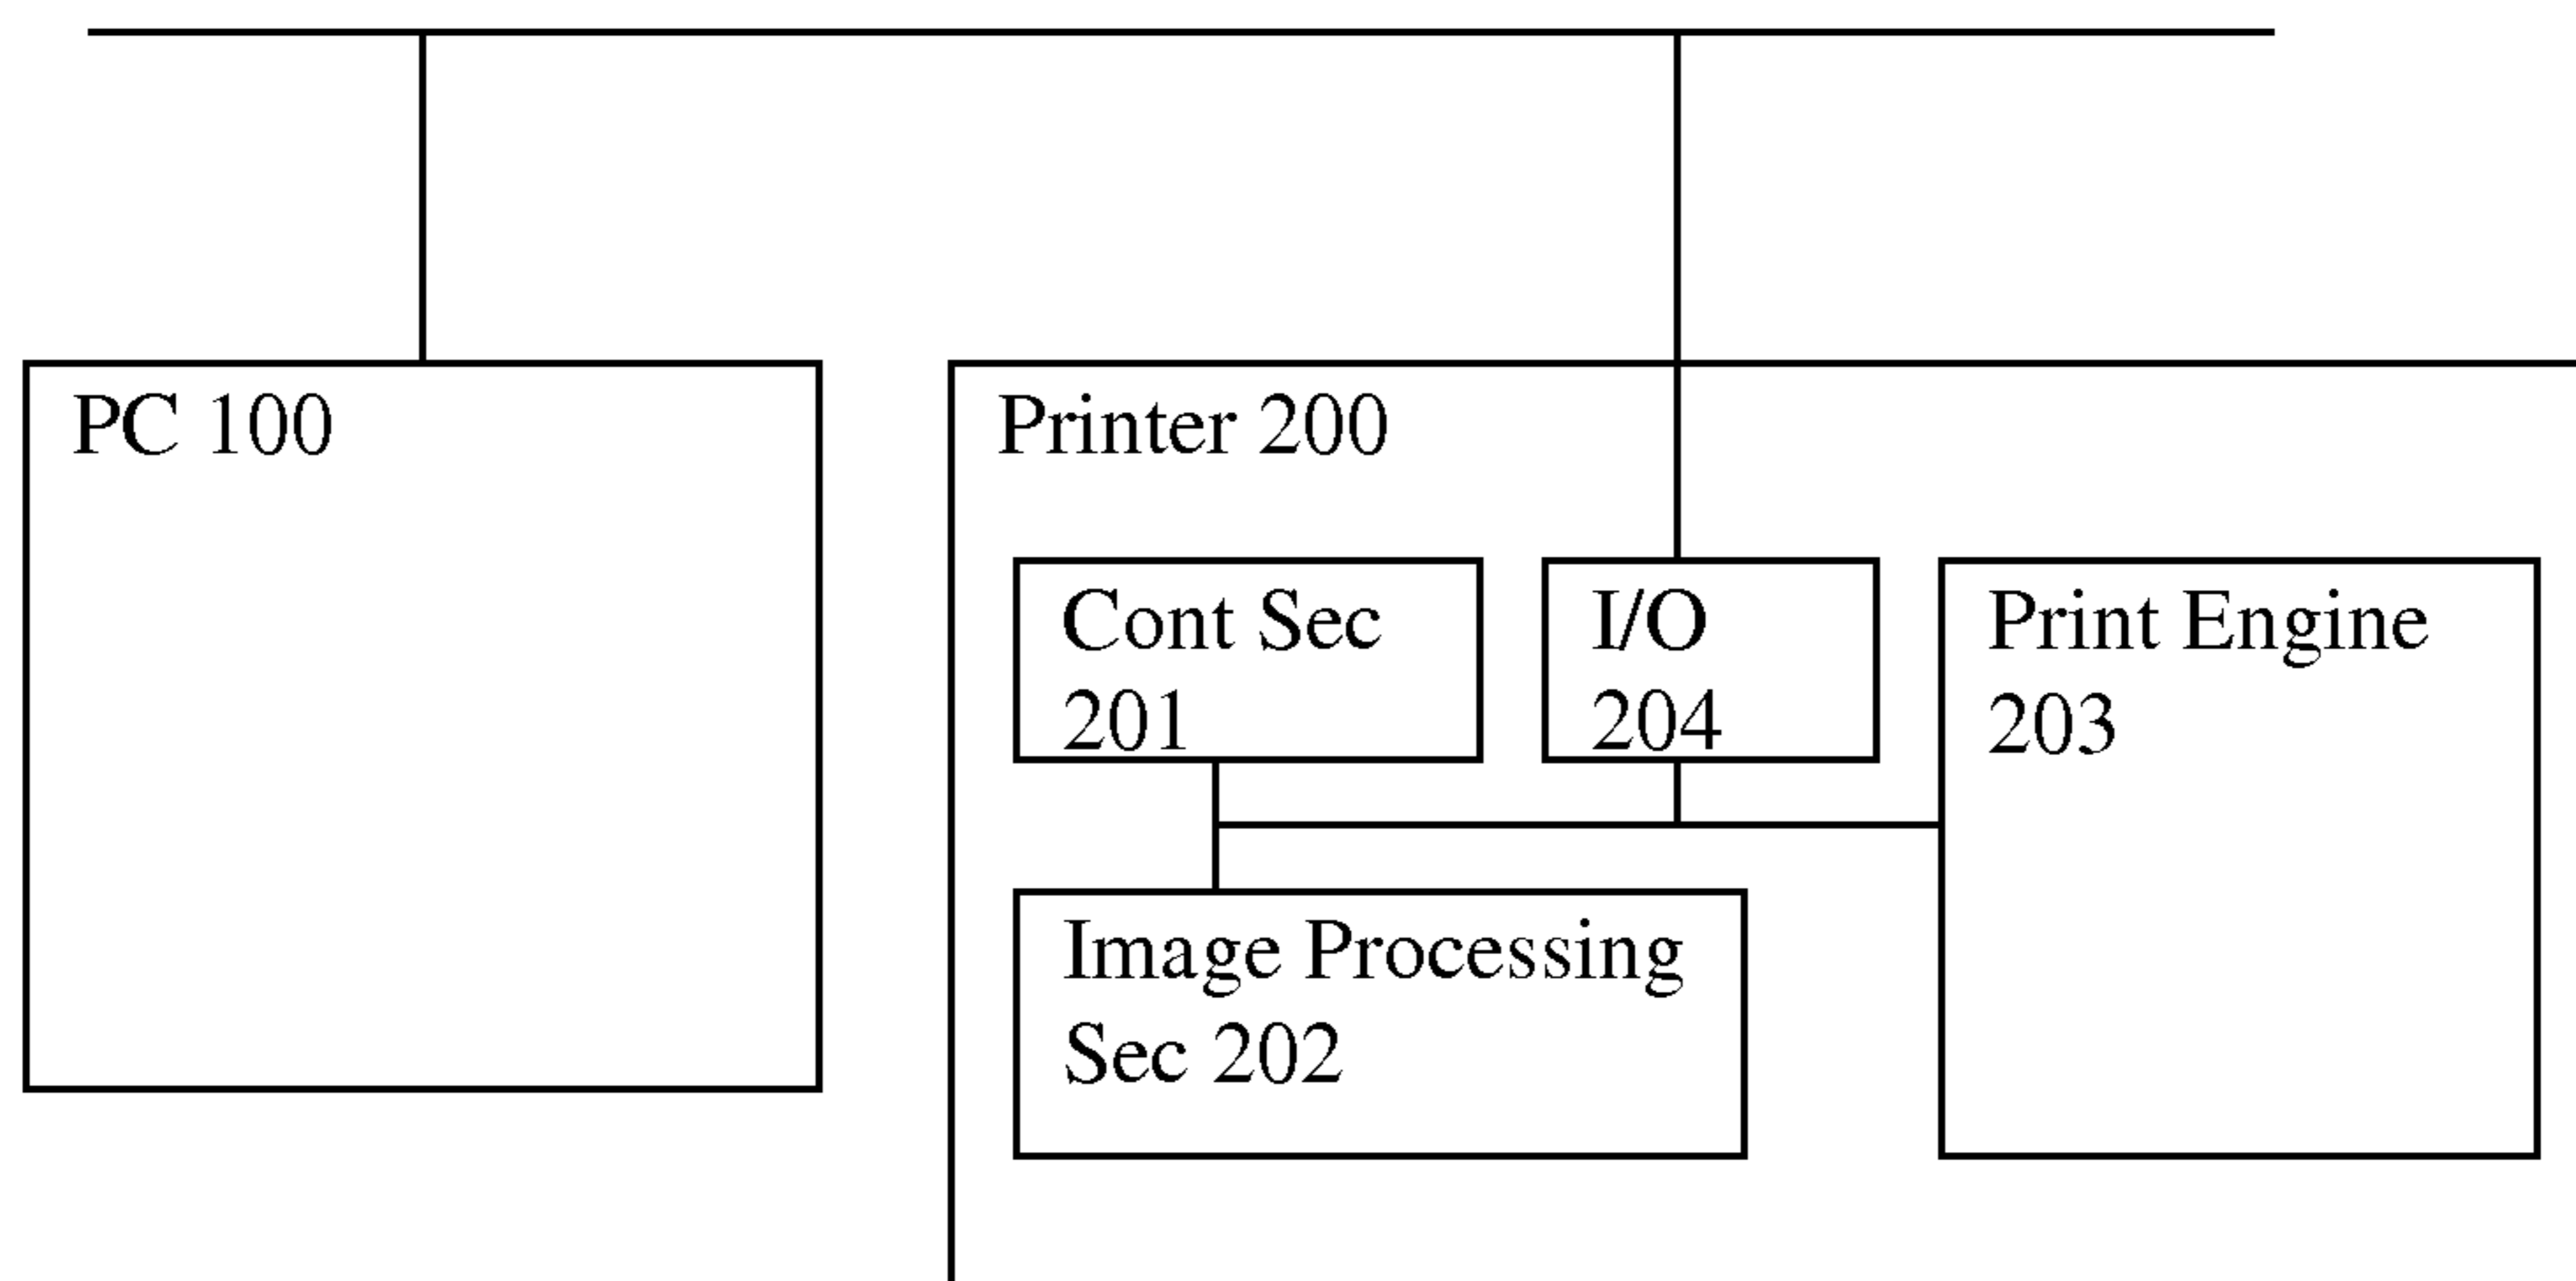 PC 100
Printer 200
Cont Sec
201
I/O
204
Print Engine
203
Image Processing
Sec 202